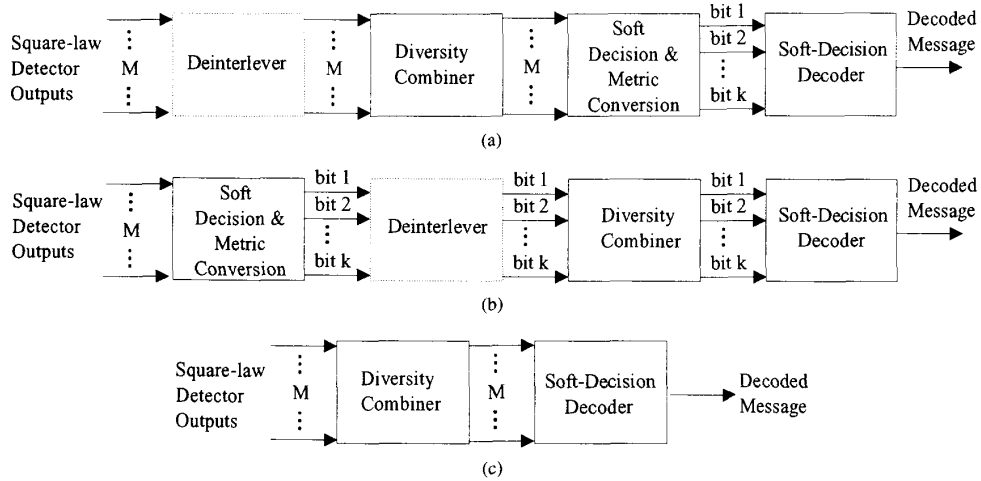 Square-law
Detector
Outputs
M
Deinterlever
M
Diversity
Combiner
M
Soft
Decision &
Metric
Conversion
bit 1
bit 2
bit k
Soft-Decision
Decoder
Decoded
Message
(a)
Square-law
Detector
Outputs
M
Soft
Decision &
Metric
Conversion
bit 1
bit 2
bit k
Deinterlever
bit 1
bit 2
bit k
Diversity
Combiner
bit 1
bit 2
bit k
Soft-Decision
Decoder
Decoded
Message
(b)
Square-law
Detector
Outputs
M
Diversity
Combiner
M
Soft-Decision
Decoder
Decoded
Message
(c)